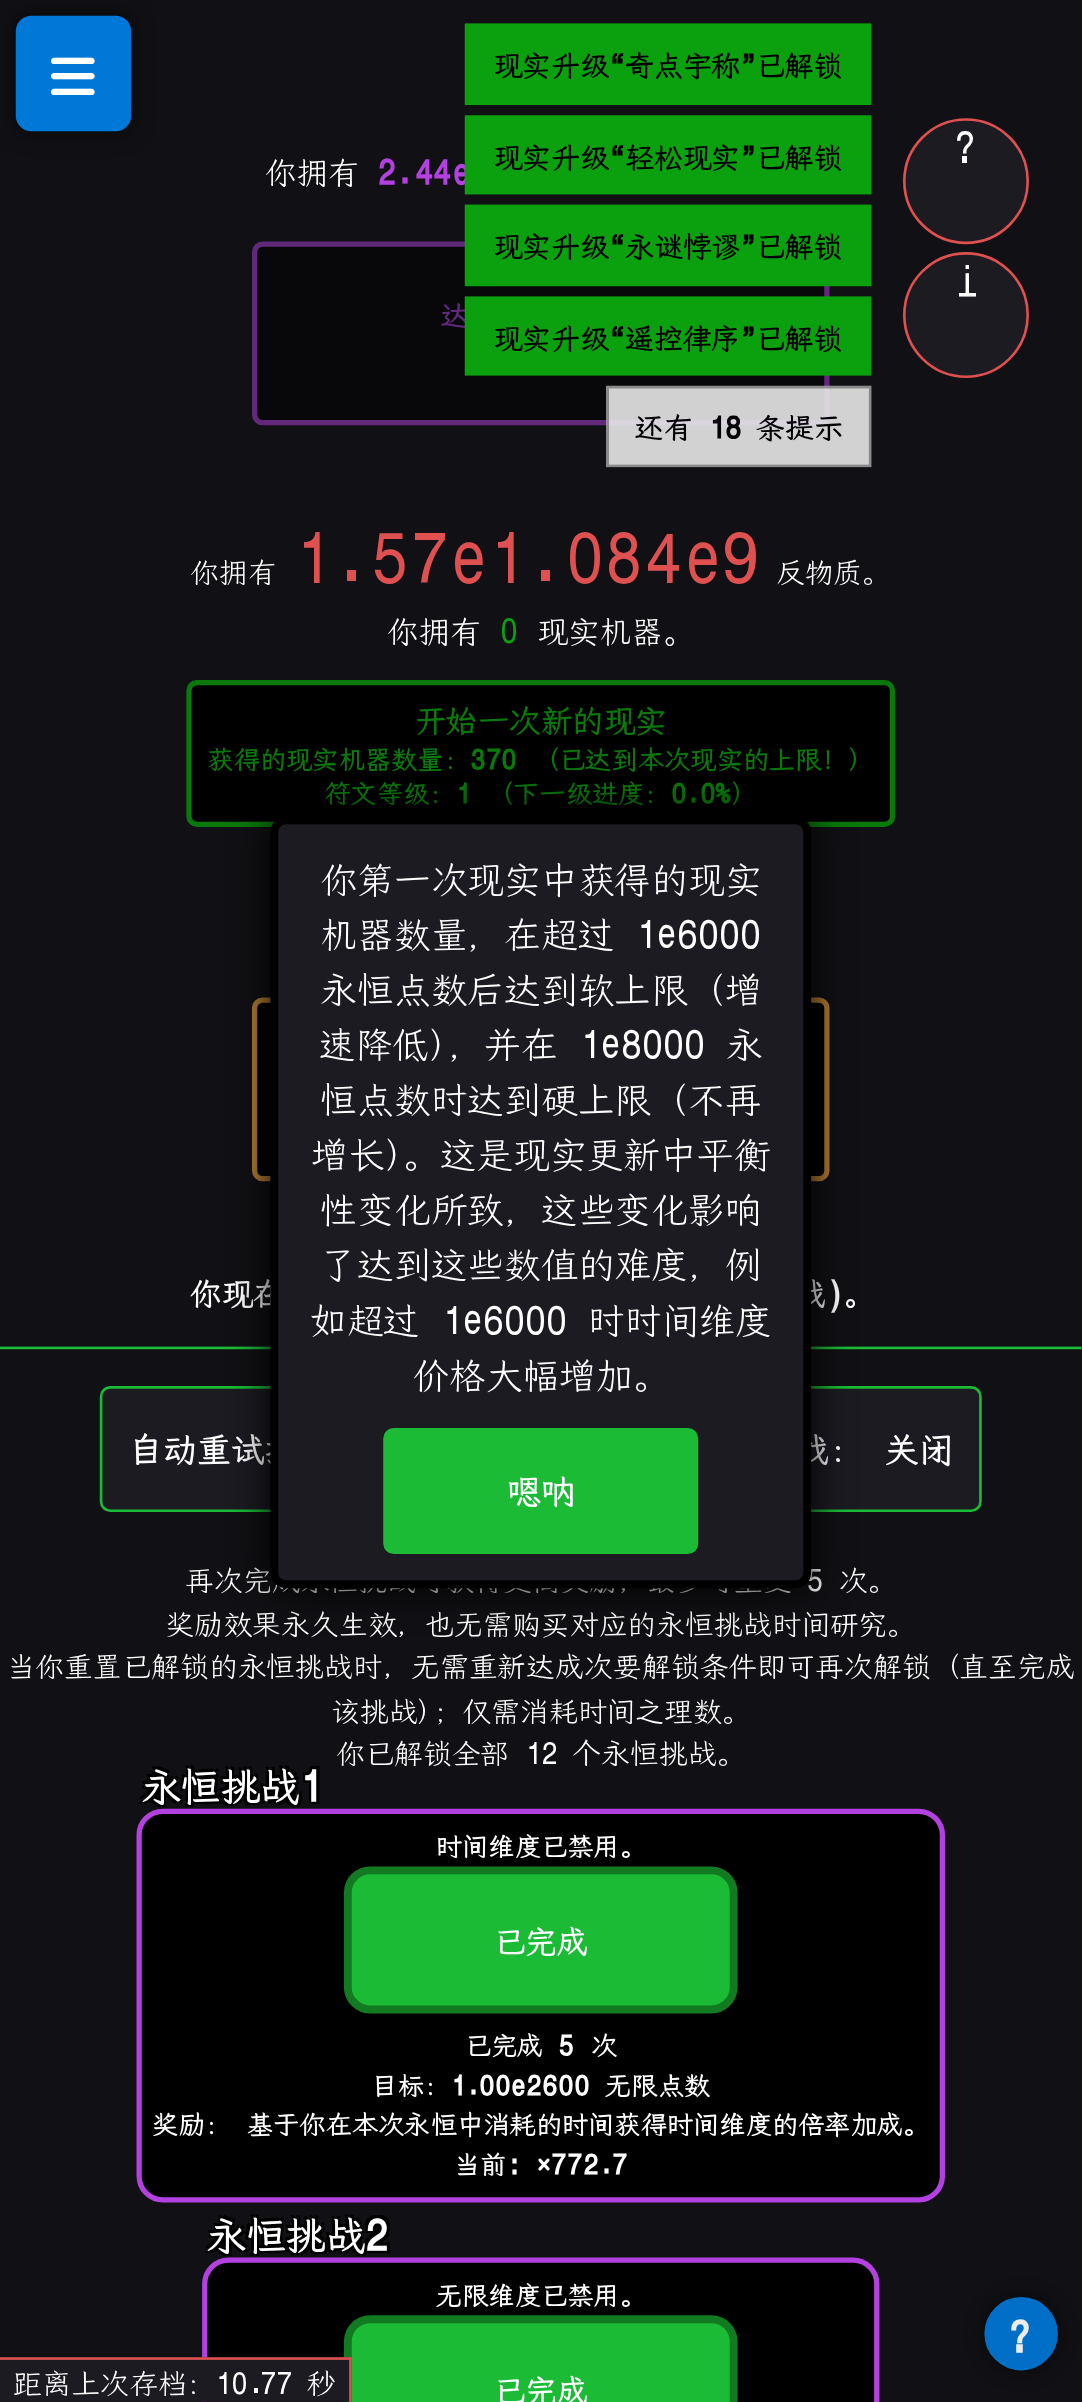 现实升级“奇点宇称”已解锁
现实升级“轻松现实”已解锁
现实升级“永谜悖谬”已解锁
现实升级“遥控律序”已解锁
还有 18 条提示
?
i
你拥有 2.44e
达
你拥有 1.57e1.084e9 反物质。
你拥有 0 现实机器。
开始一次新的现实
获得的现实机器数量：370 （已达到本次现实的上限！）
符文等级：1 （下一级进度：0.0%）
你第一次现实中获得的现实
机器数量，在超过 1e6000
永恒点数后达到软上限（增
速降低），并在 1e8000 永
恒点数时达到硬上限（不再
增长）。这是现实更新中平衡
性变化所致，这些变化影响
了达到这些数值的难度，例
如超过 1e6000 时时间维度
价格大幅增加。
嗯呐
你现在 战）。
自动重试 战： 关闭
再次完 5 次。
奖励效果永久生效，也无需购买对应的永恒挑战时间研究。
当你重置已解锁的永恒挑战时，无需重新达成次要解锁条件即可再次解锁（直至完成
该挑战）；仅需消耗时间之理数。
你已解锁全部 12 个永恒挑战。
永恒挑战1
时间维度已禁用。
已完成
已完成 5 次
目标：1.00e2600 无限点数
奖励： 基于你在本次永恒中消耗的时间获得时间维度的倍率加成。
当前：×772.7
永恒挑战2
无限维度已禁用。
已完成
?
距离上次存档：10.77 秒